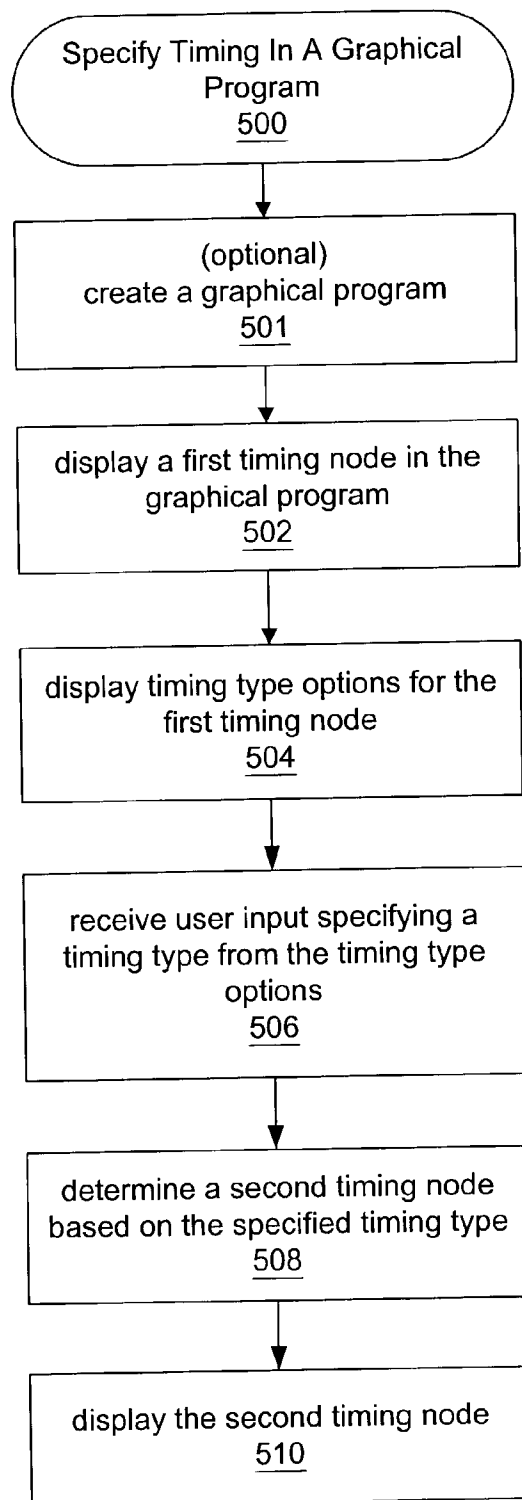 Specify Timing In A Graphical
Program
500
(optional)
create a graphical program
501
display a first timing node in the
graphical program
502
display timing type options for the
first timing node
504
receive user input specifying a
timing type from the timing type
options
506
determine a second timing node
based on the specified timing type
508
display the second timing node
510